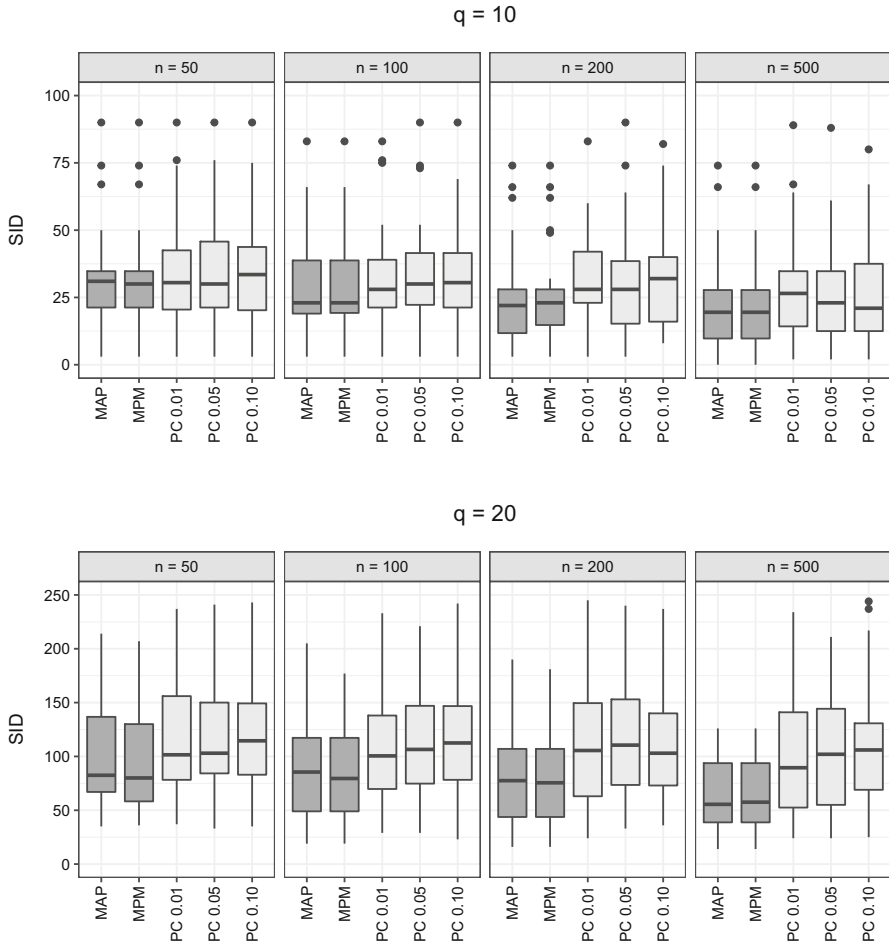 q = 10
n = 50
n = 100
n = 200
n = 500
SID
100
75
50
25
0
MAP
MPM
PC 0.01
PC 0.05
PC 0.10
MAP
MPM
PC 0.01
PC 0.05
PC 0.10
MAP
MPM
PC 0.01
PC 0.05
PC 0.10
MAP
MPM
PC 0.01
PC 0.05
PC 0.10
q = 20
n = 50
n = 100
n = 200
n = 500
SID
250
200
150
100
50
0
MAP
MPM
PC 0.01
PC 0.05
PC 0.10
MAP
MPM
PC 0.01
PC 0.05
PC 0.10
MAP
MPM
PC 0.01
PC 0.05
PC 0.10
MAP
MPM
PC 0.01
PC 0.05
PC 0.10